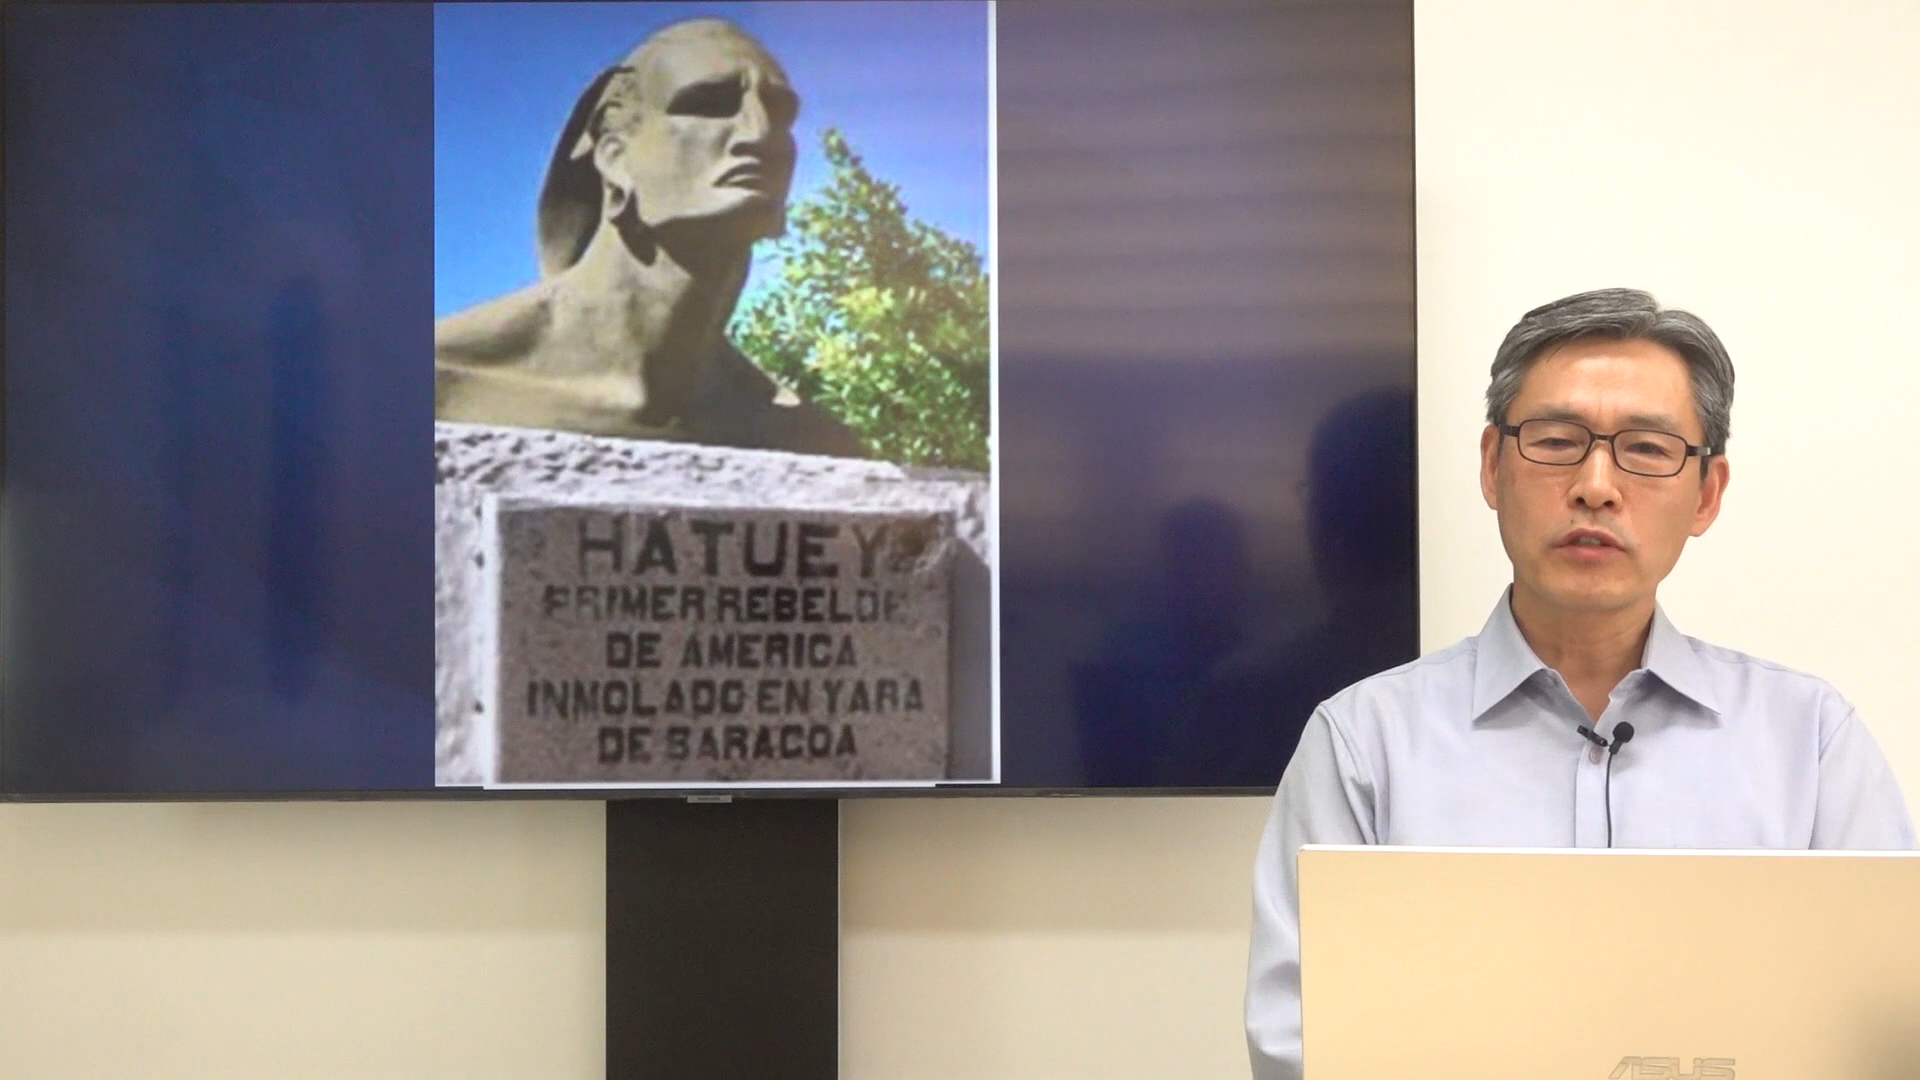 HATUEY
PRIMER REBELDE
DE AMERICA
INMOLADO EN YARA
DE BARACOA
ASUS